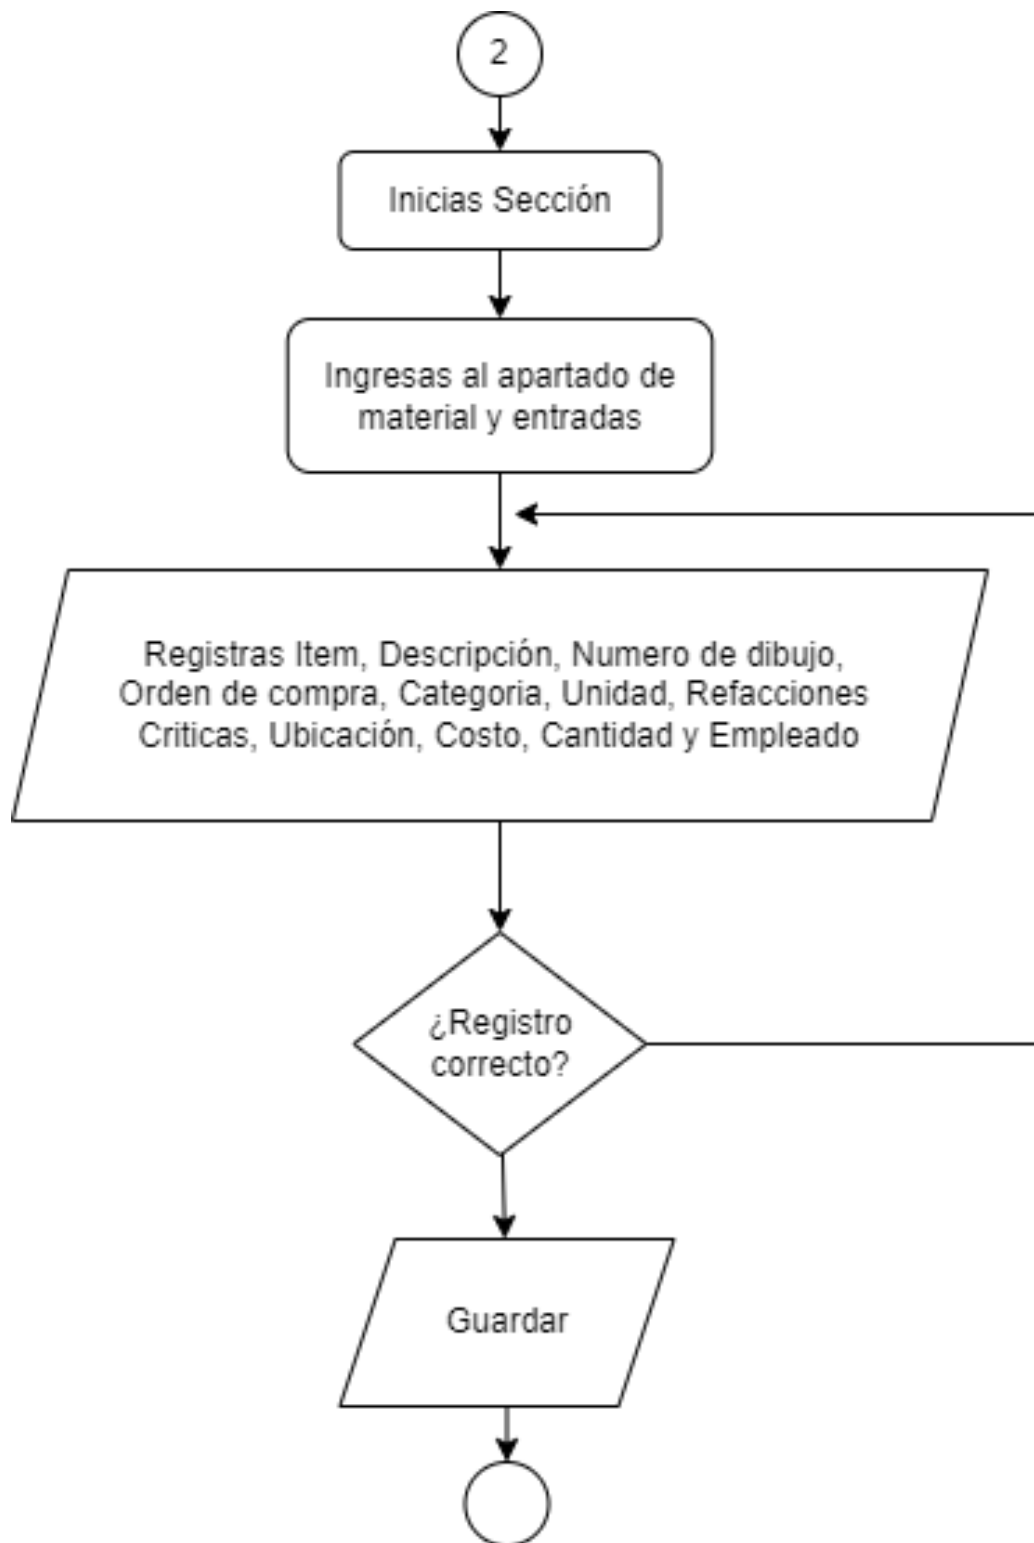 2
Inicias Sección
Ingresas al apartado de
material y entradas
Registras Item, Descripción, Numero de dibujo,
Orden de compra, Categoria, Unidad, Refacciones
Criticas, Ubicación, Costo, Cantidad y Empleado
¿Registro
correcto?
Guardar